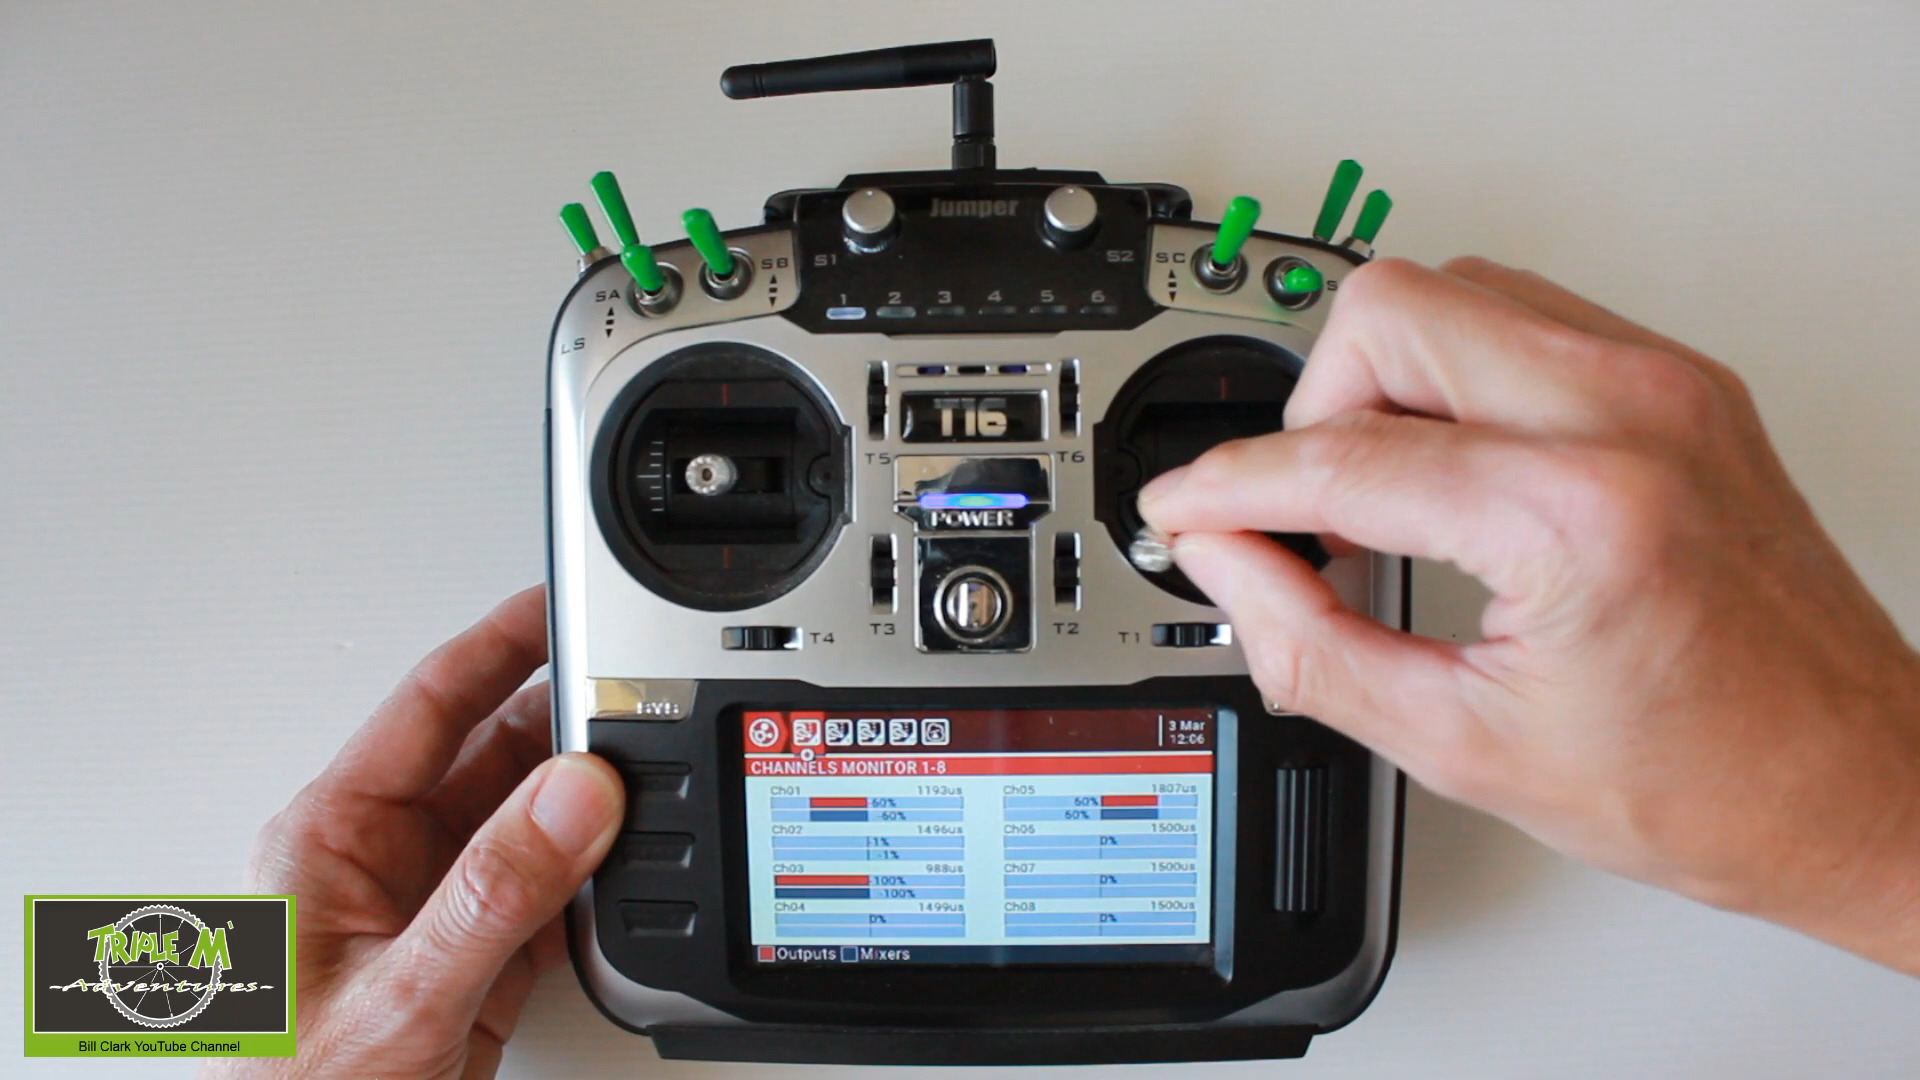 Jumper
S1
S2
SB
SC
SA
1 2 3 4 5 6
LS
T16
T5
T6
POWER
T4
T3
T2
T1
SYS
3 Mar
12:06
CHANNELS MONITOR 1-8
Ch01 1193us
-60%
-60%
Ch02 1496us
-1%
-1%
Ch03 988us
-100%
-100%
Ch04 1499us
0%
Ch05 1807us
60%
60%
Ch06 1500us
0%
Ch07 1500us
0%
Ch08 1500us
0%
Outputs Mixers
TRIPLE M
-Adventures-
Bill Clark YouTube Channel